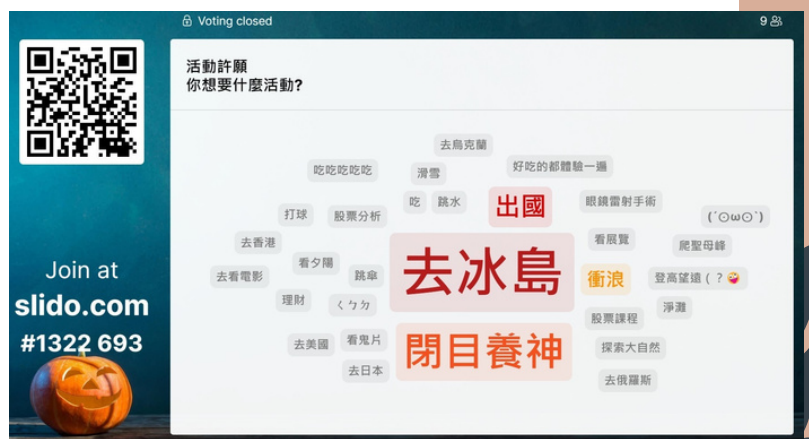 Voting closed
9
活動許願
你想要什麼活動?
去烏克蘭
吃吃吃吃吃
滑雪
好吃的都體驗一遍
打球
股票分析
吃
跳水
出國
眼鏡雷射手術
(´⊙ω⊙`)
去香港
看夕陽
去冰島
看展覽
爬聖母峰
去看電影
跳傘
衝浪
登高望遠 ( ? 🤪
理財
ㄑㄅㄉ
淨灘
股票課程
去美國
看鬼片
閉目養神
探索大自然
去日本
去俄羅斯
Join at
slido.com
#1322 693